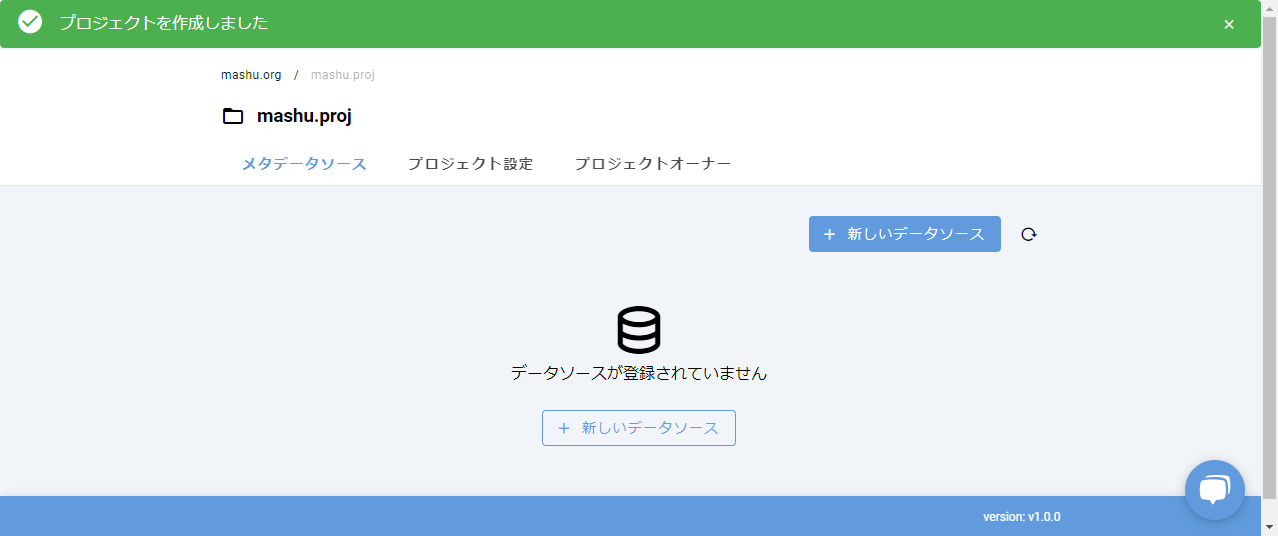 プロジェクトを作成しました
mashu.org / mashu.proj
mashu.proj
メタデータソース プロジェクト設定 プロジェクトオーナー
+ 新しいデータソース
データソースが登録されていません
+ 新しいデータソース
version: v1.0.0